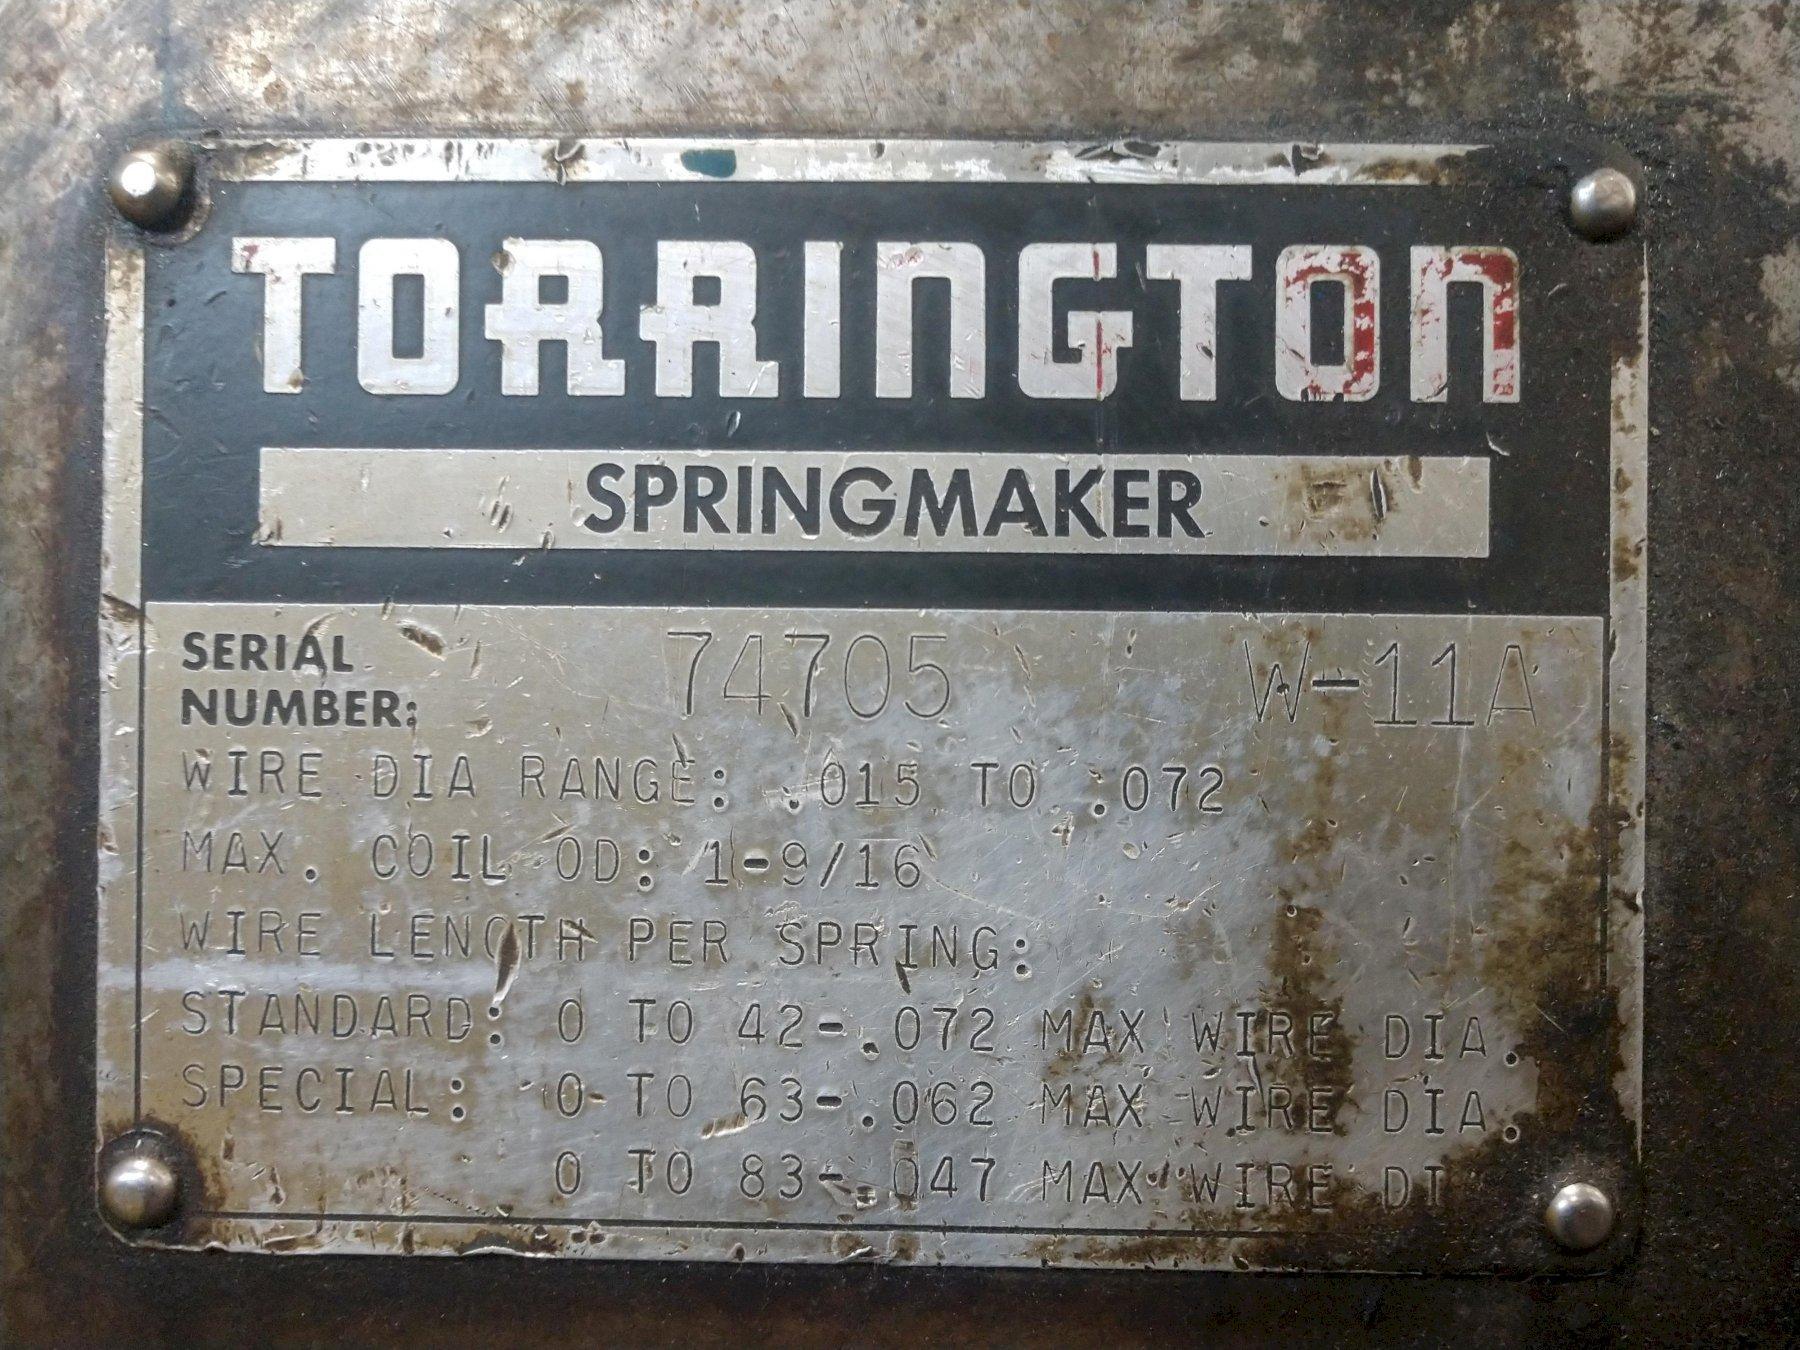 TORRINGTON
SPRINGMAKER
SERIAL NUMBER: 74705 W-11A
WIRE DIA RANGE: .015 TO .072
MAX. COIL OD: 1-9/16
WIRE LENGTH PER SPRING:
STANDARD: 0 TO 42-.072 MAX WIRE DIA.
SPECIAL: 0 TO 63-.062 MAX WIRE DIA.
0 TO 83-.047 MAX WIRE